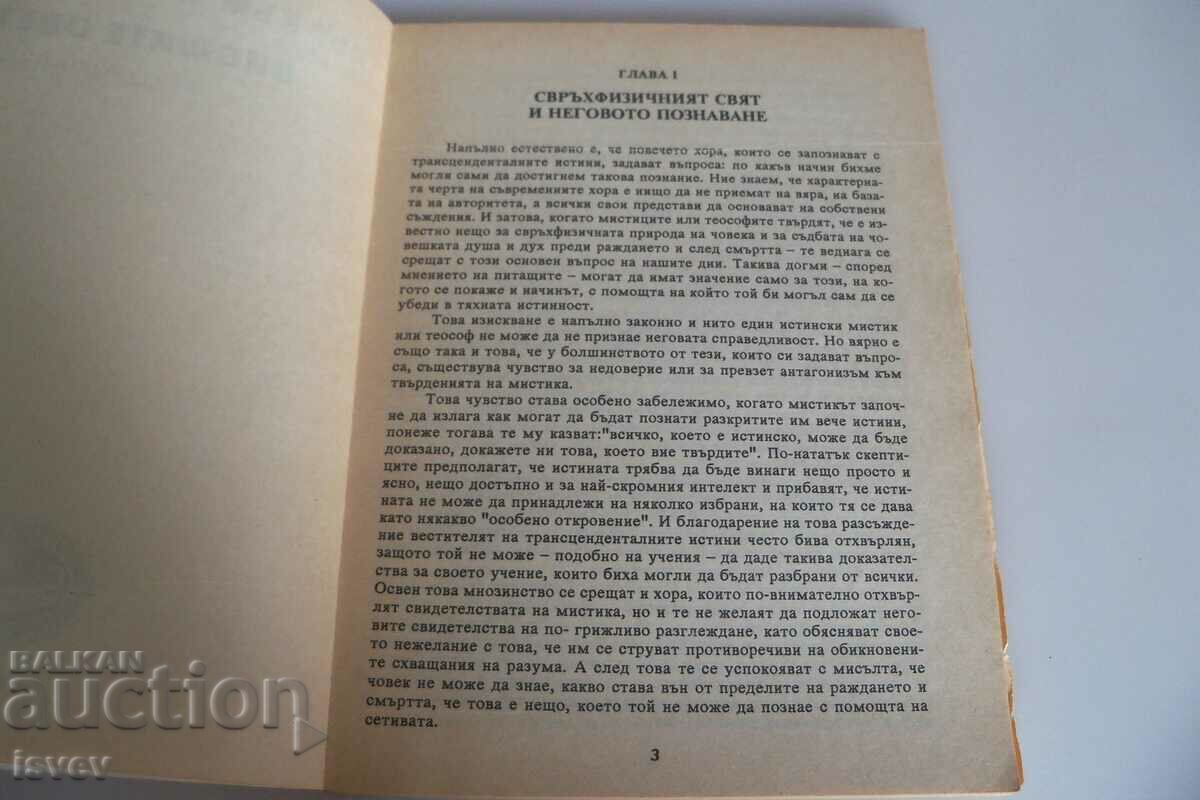 ГЛАВА I
СВРЪХФИЗИЧНИЯТ СВЯТ
И НЕГОВОТО ПОЗНАВАНЕ
Напълно естествено е, че повечето хора, които се запознават с
трансценденталните истини, задават въпроса: по какъв начин бихме
могли сами да достигнем такова познание. Ние знаем, че характерна-
та черта на съвременните хора е нищо да не приемат на вяра, на база-
та на авторитета, а всички свои представи да основават на собствени
съждения. И затова, когато мистиците или теософите твърдят, че е из-
вестно нещо за свръхфизичната природа на човека и за съдбата на чо-
вешката душа и дух преди раждането и след смъртта – те веднага се
срещат с този основен въпрос на нашите дни. Такива догми – според
мнението на питащите – могат да имат значение само за този, на ко-
гото се покаже и начинът, с помощта на който той би могъл сам да се
убеди в тяхната истинност.
Това изискване е напълно законно и нито един истински мистик
или теософ не може да не признае неговата справедливост. Но вярно е
също така и това, че у болшинството от тези, които си задават въпро-
са, съществува чувство за недоверие или за превзет антагонизъм към
твърденията на мистика.
Това чувство става особено забележимо, когато мистикът започ-
не да излага как могат да бъдат познати разкритите им вече истини,
понеже тогава те му казват:"всичко, което е истинско, може да бъде
доказано, докажете ни това, което вие твърдите". По-нататък скепти-
ците предполагат, че истината трябва да бъде винаги нещо просто и
ясно, нещо достъпно и за най-скромния интелект и прибавят, че исти-
ната не може да принадлежи на няколко избрани, на които тя се дава
като някакво "особено откровение". И благодарение на това разсъжде-
ние вестителят на трансценденталните истини често бива отхвърлян,
защото той не може – подобно на учения – да даде такива доказател-
ства за своето учение, които биха могли да бъдат разбрани от всички.
Освен това мнозинство се срещат и хора, които по-внимателно отхвър-
лят свидетелствата на мистика, но и те не желаят да подложат него-
вите свидетелства на по- грижливо разглеждане, като обясняват свое-
то нежелание с това, че им се струват противоречиви на обикновени-
те схващания на разума. А след това те се успокояват с мисълта, че
човек не може да знае, какво става вън от пределите на раждането и
смъртта, че това е нещо, което той не може да познае с помощта на
сетивата.
3
BALKAN
auction
isvev